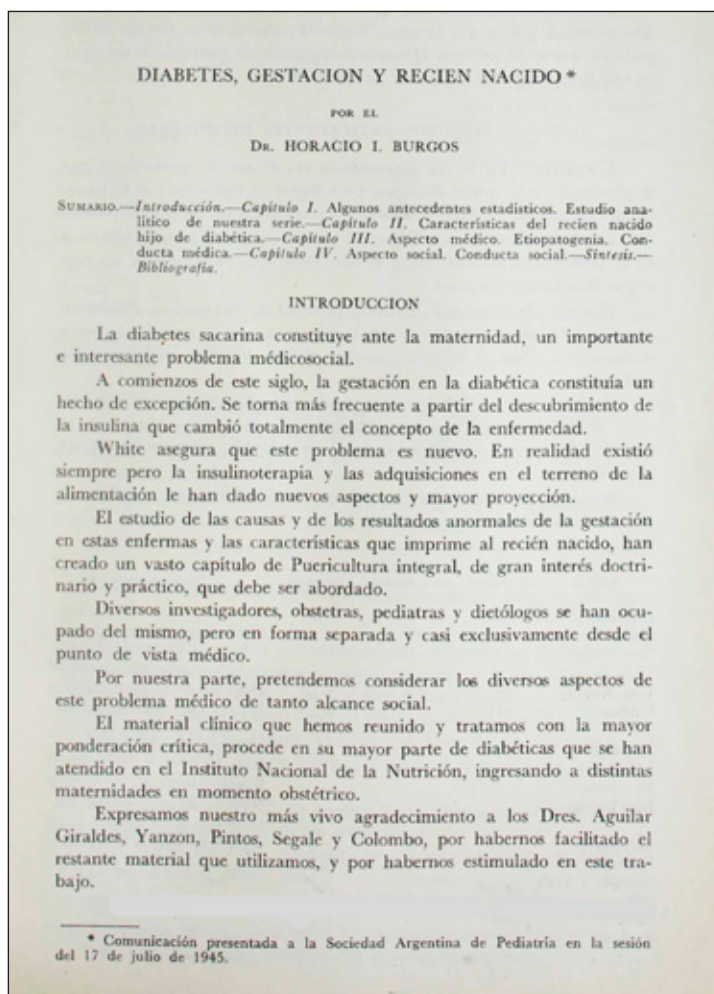 DIABETES, GESTACION Y RECIEN NACIDO *
POR EL
DR. HORACIO I. BURGOS
SUMARIO.—Introducción.—Capítulo I. Algunos antecedentes estadísticos. Estudio ana-
lítico de nuestra serie.—Capítulo II. Características del recien nacido
hijo de diabética.—Capítulo III. Aspecto médico. Etiopatogenia. Con-
ducta médica.—Capítulo IV. Aspecto social. Conducta social.—Síntesis.—
Bibliografía.
INTRODUCCION
La diabetes sacarina constituye ante la maternidad, un importante
e interesante problema médicosocial.
A comienzos de este siglo, la gestación en la diabética constituía un
hecho de excepción. Se torna más frecuente a partir del descubrimiento de
la insulina que cambió totalmente el concepto de la enfermedad.
White asegura que este problema es nuevo. En realidad existió
siempre pero la insulinoterapia y las adquisiciones en el terreno de la
alimentación le han dado nuevos aspectos y mayor proyección.
El estudio de las causas y de los resultados anormales de la gestación
en estas enfermas y las características que imprime al recién nacido, han
creado un vasto capítulo de Puericultura integral, de gran interés doctri-
nario y práctico, que debe ser abordado.
Diversos investigadores, obstetras, pediatras y dietólogos se han ocu-
pado del mismo, pero en forma separada y casi exclusivamente desde el
punto de vista médico.
Por nuestra parte, pretendemos considerar los diversos aspectos de
este problema médico de tanto alcance social.
El material clínico que hemos reunido y tratamos con la mayor
ponderación crítica, procede en su mayor parte de diabéticas que se han
atendido en el Instituto Nacional de la Nutrición, ingresando a distintas
maternidades en momento obstétrico.
Expresamos nuestro más vivo agradecimiento a los Dres. Aguilar
Giraldes, Yanzon, Pintos, Segale y Colombo, por habernos facilitado el
restante material que utilizamos, y por habernos estimulado en este tra-
bajo.
* Comunicación presentada a la Sociedad Argentina de Pediatría en la sesión
del 17 de julio de 1945.